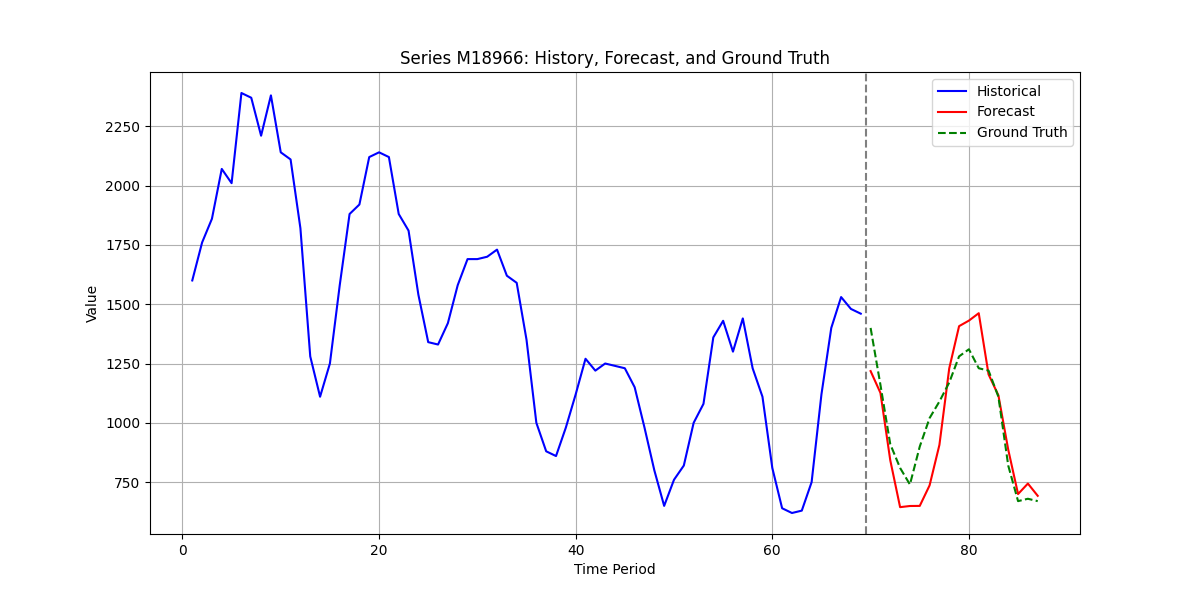 Series M18966: History, Forecast, and Ground Truth
Historical
Forecast
Ground Truth
2250
2000
1750
1500
1250
1000
750
Value
0
20
40
60
80
Time Period